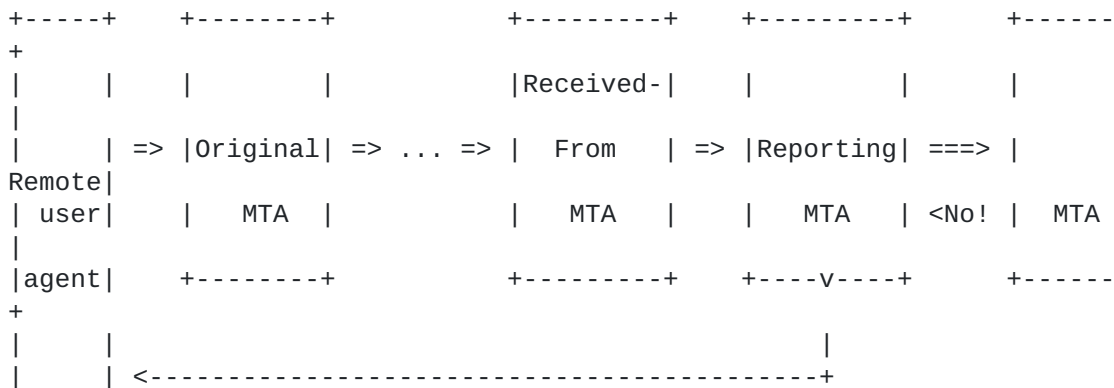 +-----+    +--------+           +---------+    +---------+      +------
+
|     |    |        |           |Received-|    |         |      |
|
|     | => |Original| => ... => |  From   | => |Reporting| ===> |
Remote|
| user|    |   MTA  |           |   MTA   |    |   MTA   | <No! |  MTA
|
|agent|    +--------+           +---------+    +----v----+      +------
+
|     |                                             |
|     | <-------------------------------------------+